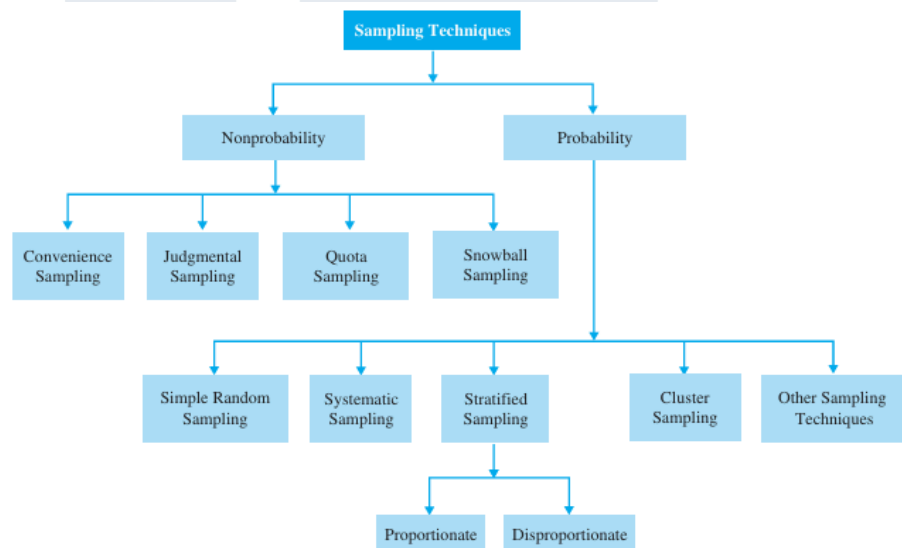 Sampling Techniques
Nonprobability
Probability
Convenience
Sampling
Judgmental
Sampling
Quota
Sampling
Snowball
Sampling
Simple Random
Sampling
Systematic
Sampling
Stratified
Sampling
Cluster
Sampling
Other Sampling
Techniques
Proportionate
Disproportionate